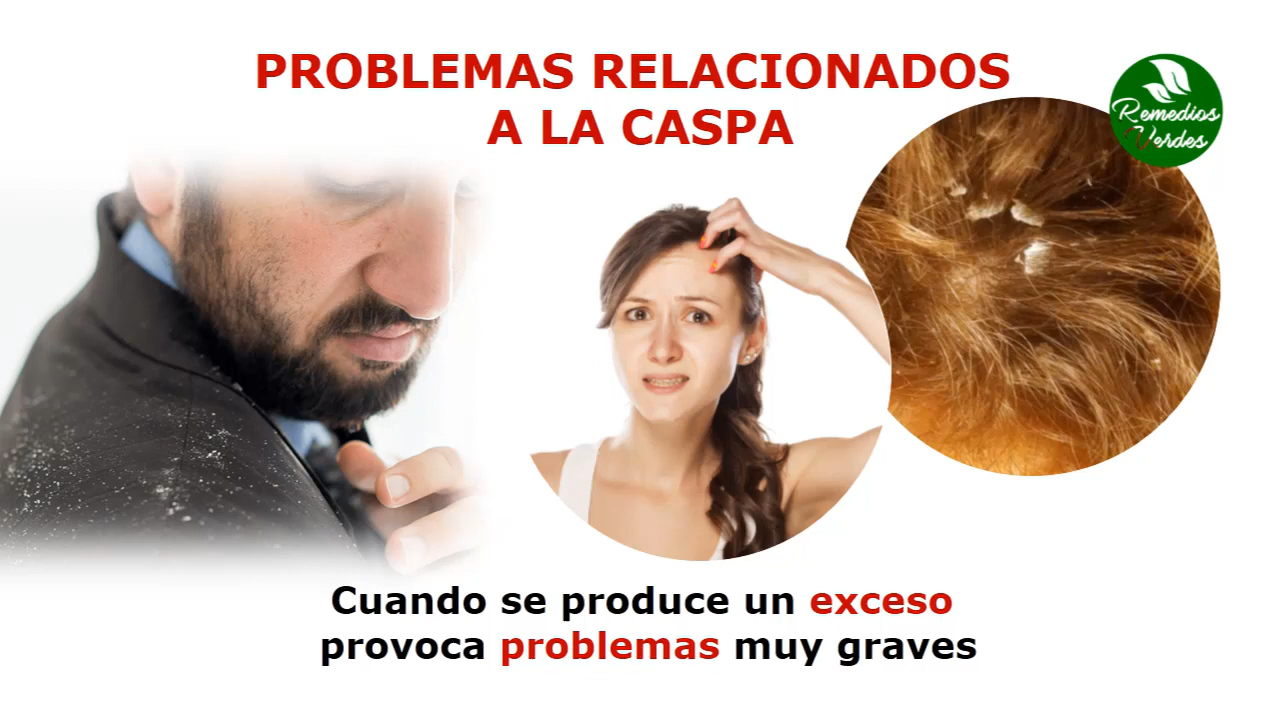 PROBLEMAS RELACIONADOS
A LA CASPA
Remedios
Verdes
Cuando se produce un exceso
provoca problemas muy graves